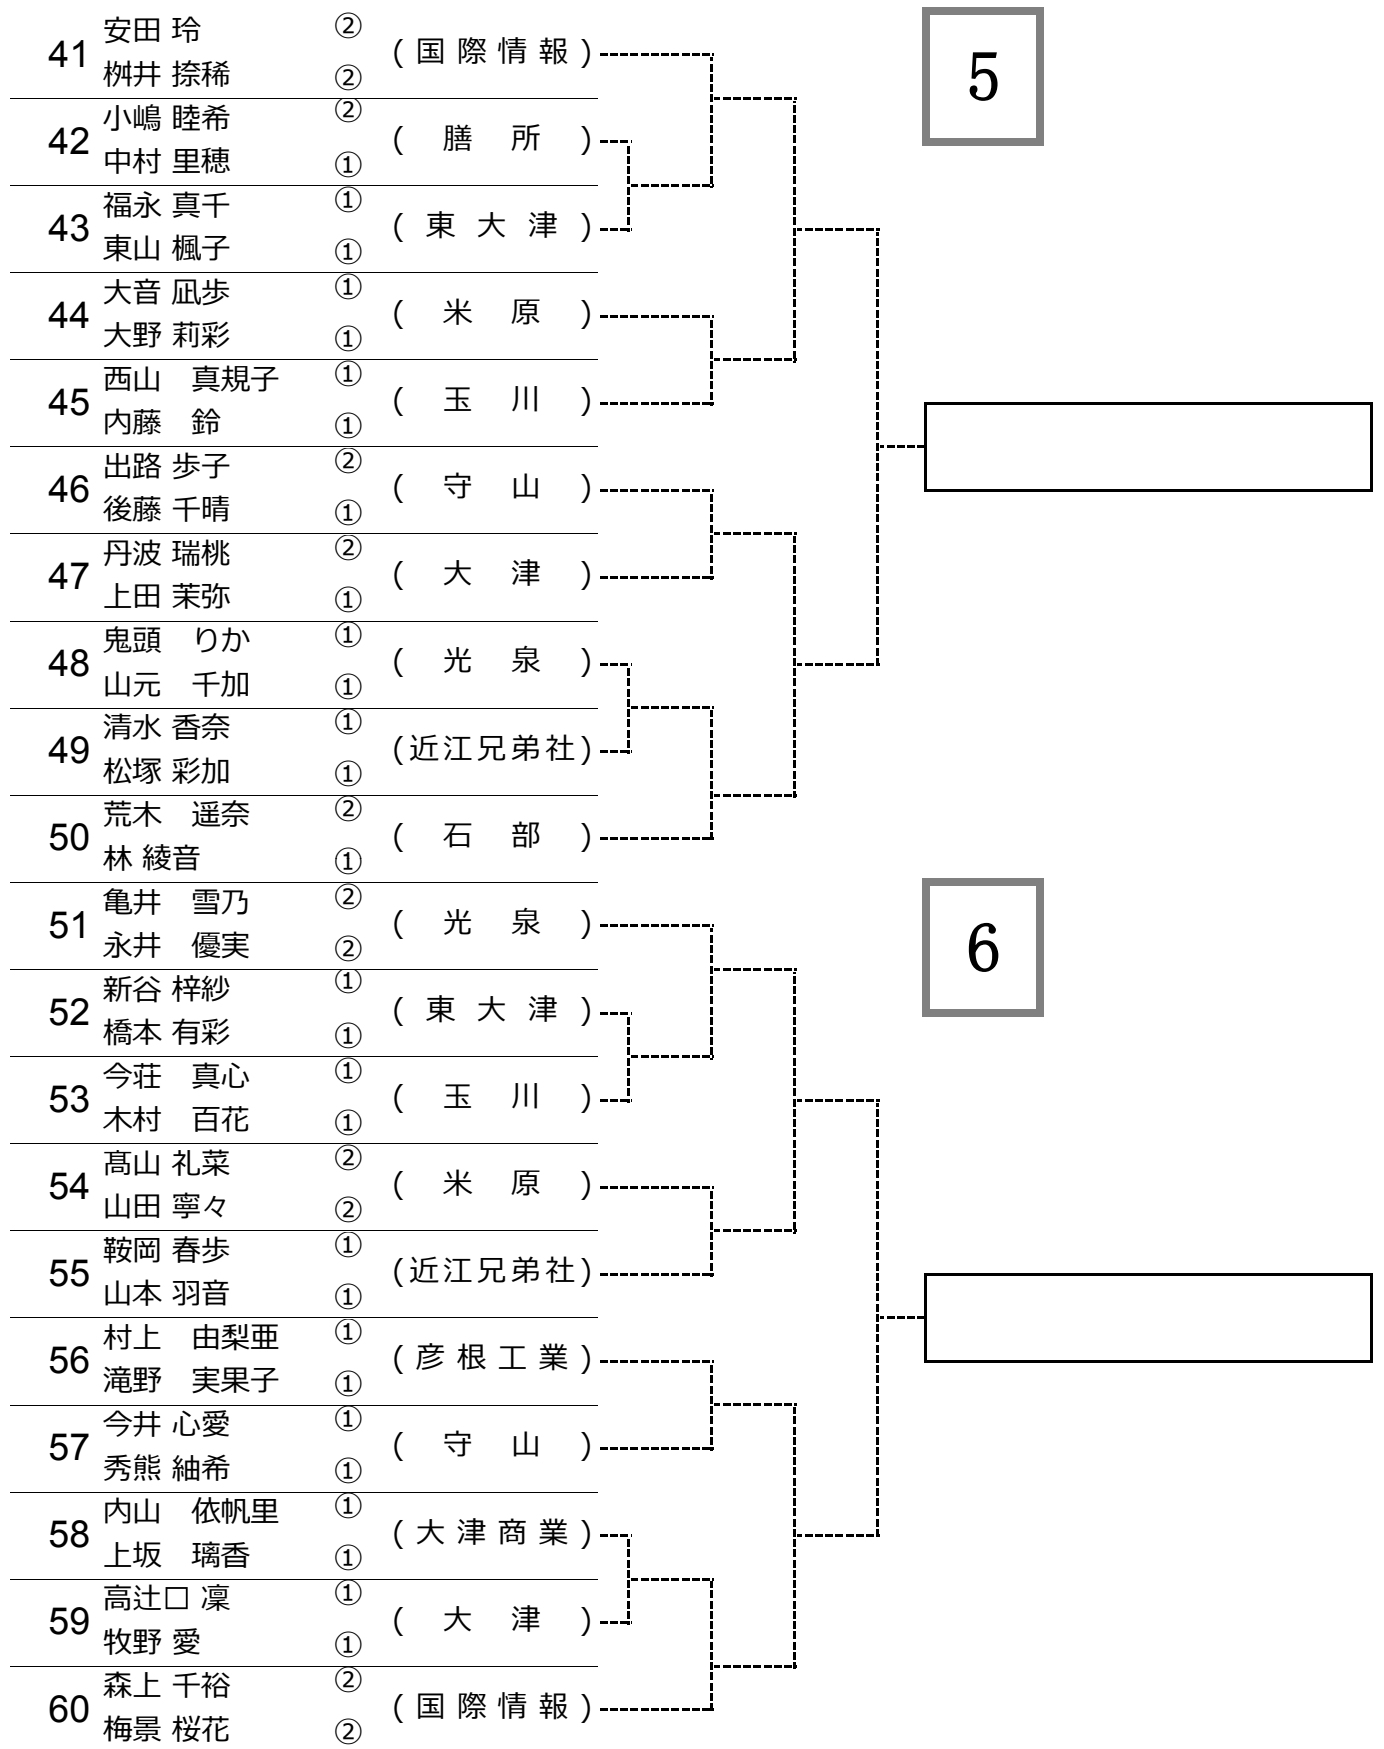 41 安田 玲 ② (国際情報)
桝井 捺稀 ②
42 小嶋 睦希 ② (膳所)
中村 里穂 ①
43 福永 真千 ① (東大津)
東山 楓子 ①
44 大音 凪歩 ① (米原)
大野 莉彩 ①
45 西山　真規子 ① (玉川)
内藤　鈴 ①
46 出路 歩子 ② (守山)
後藤 千晴 ①
47 丹波 瑞桃 ② (大津)
上田 茉弥 ①
48 鬼頭　りか ① (光泉)
山元　千加 ①
49 清水 香奈 ① (近江兄弟社)
松塚 彩加 ①
50 荒木　遥奈 ② (石部)
林 綾音 ①
5
51 亀井　雪乃 ② (光泉)
永井　優実 ②
52 新谷 梓紗 ① (東大津)
橋本 有彩 ①
53 今荘　真心 ① (玉川)
木村　百花 ①
54 髙山 礼菜 ② (米原)
山田 寧々 ②
55 鞍岡 春歩 ① (近江兄弟社)
山本 羽音 ①
56 村上　由梨亜 ① (彦根工業)
滝野　実果子 ①
57 今井 心愛 ① (守山)
秀熊 紬希 ①
58 内山　依帆里 ① (大津商業)
上坂　璃香 ①
59 高辻□ 凜 ① (大津)
牧野 愛 ①
60 森上 千裕 ② (国際情報)
梅景 桜花 ②
6